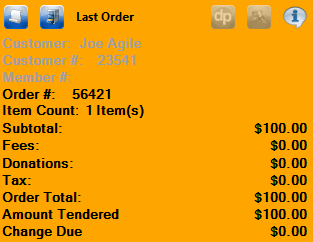 Last Order
dp
Customer: Joe Agile
Customer #: 23541
Member #:
Order #: 56421
Item Count: 1 Item(s)
Subtotal: $100.00
Fees: $0.00
Donations: $0.00
Tax: $0.00
Order Total: $100.00
Amount Tendered $100.00
Change Due $0.00